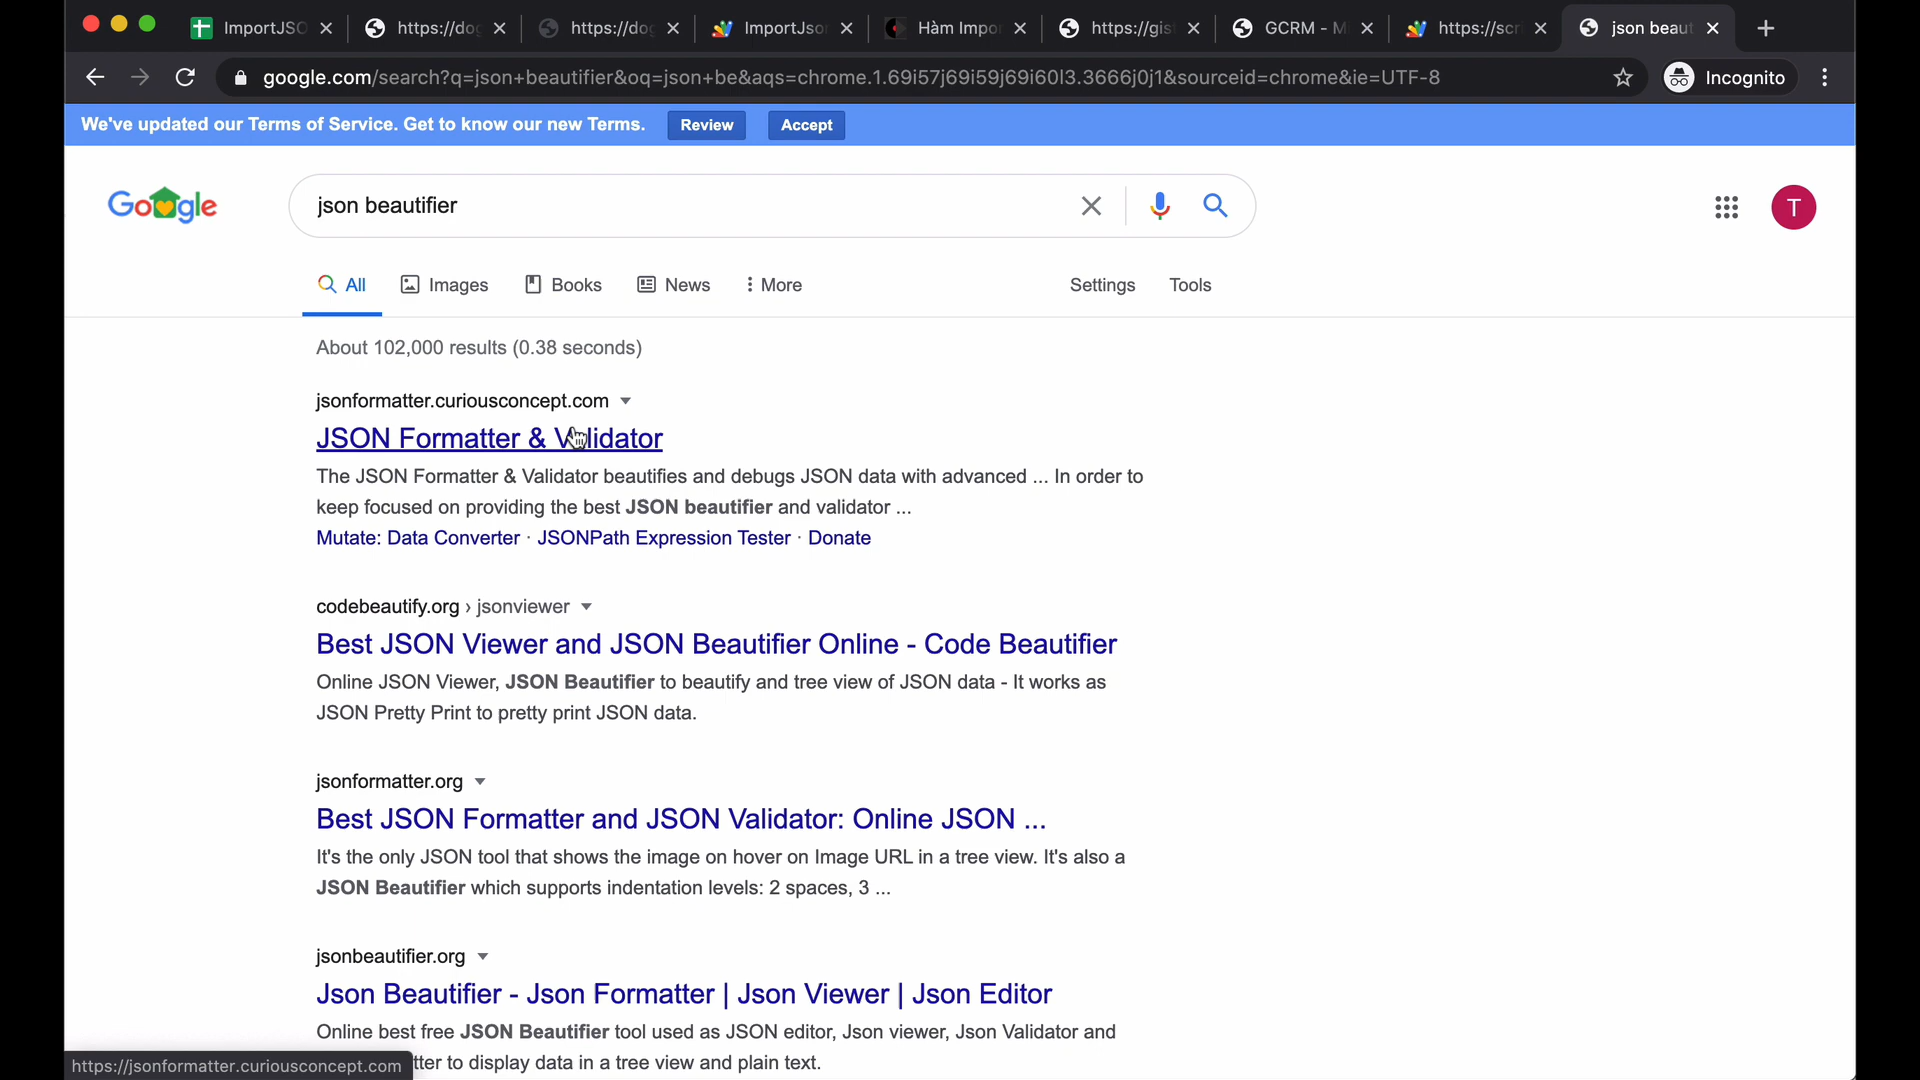 ImportJSO
https://dog
https://dog
ImportJson
Hàm Impor
https://gis
GCRM - M
https://scri
json beaut
google.com/search?q=json+beautifier&oq=json+be&aqs=chrome.1.69i57j69i59j69i60l3.3666j0j1&sourceid=chrome&ie=UTF-8
Incognito
We've updated our Terms of Service. Get to know our new Terms.
Review
Accept
Google
json beautifier
T
All
Images
Books
News
More
Settings
Tools
About 102,000 results (0.38 seconds)
jsonformatter.curiousconcept.com
JSON Formatter & Validator
The JSON Formatter & Validator beautifies and debugs JSON data with advanced ... In order to
keep focused on providing the best JSON beautifier and validator ...
Mutate: Data Converter · JSONPath Expression Tester · Donate
codebeautify.org › jsonviewer
Best JSON Viewer and JSON Beautifier Online - Code Beautifier
Online JSON Viewer, JSON Beautifier to beautify and tree view of JSON data - It works as
JSON Pretty Print to pretty print JSON data.
jsonformatter.org
Best JSON Formatter and JSON Validator: Online JSON ...
It's the only JSON tool that shows the image on hover on Image URL in a tree view. It's also a
JSON Beautifier which supports indentation levels: 2 spaces, 3 ...
jsonbeautifier.org
Json Beautifier - Json Formatter | Json Viewer | Json Editor
Online best free JSON Beautifier tool used as JSON editor, Json viewer, Json Validator and
tter to display data in a tree view and plain text.
https://jsonformatter.curiousconcept.com